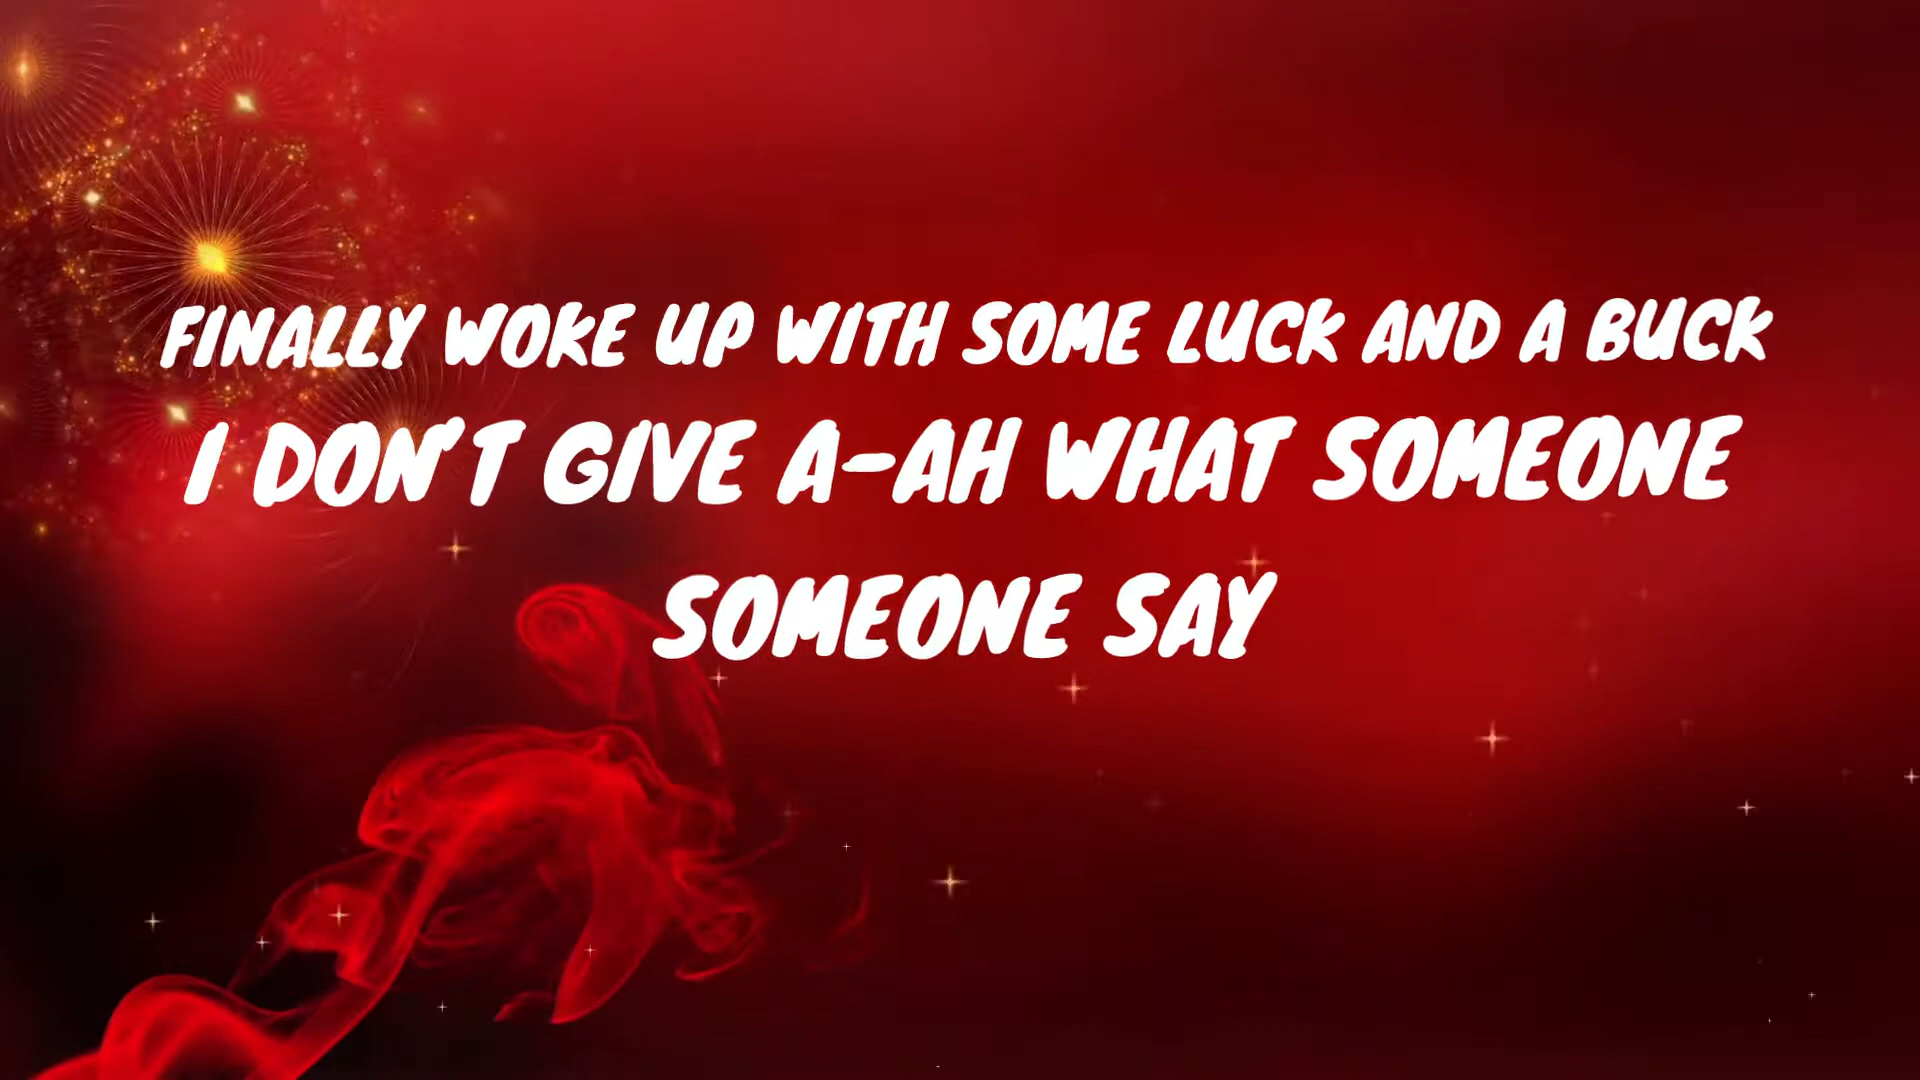 FINALLY WOKE UP WITH SOME LUCK AND A BUCK
I DON'T GIVE A-AH WHAT SOMEONE
SOMEONE SAY